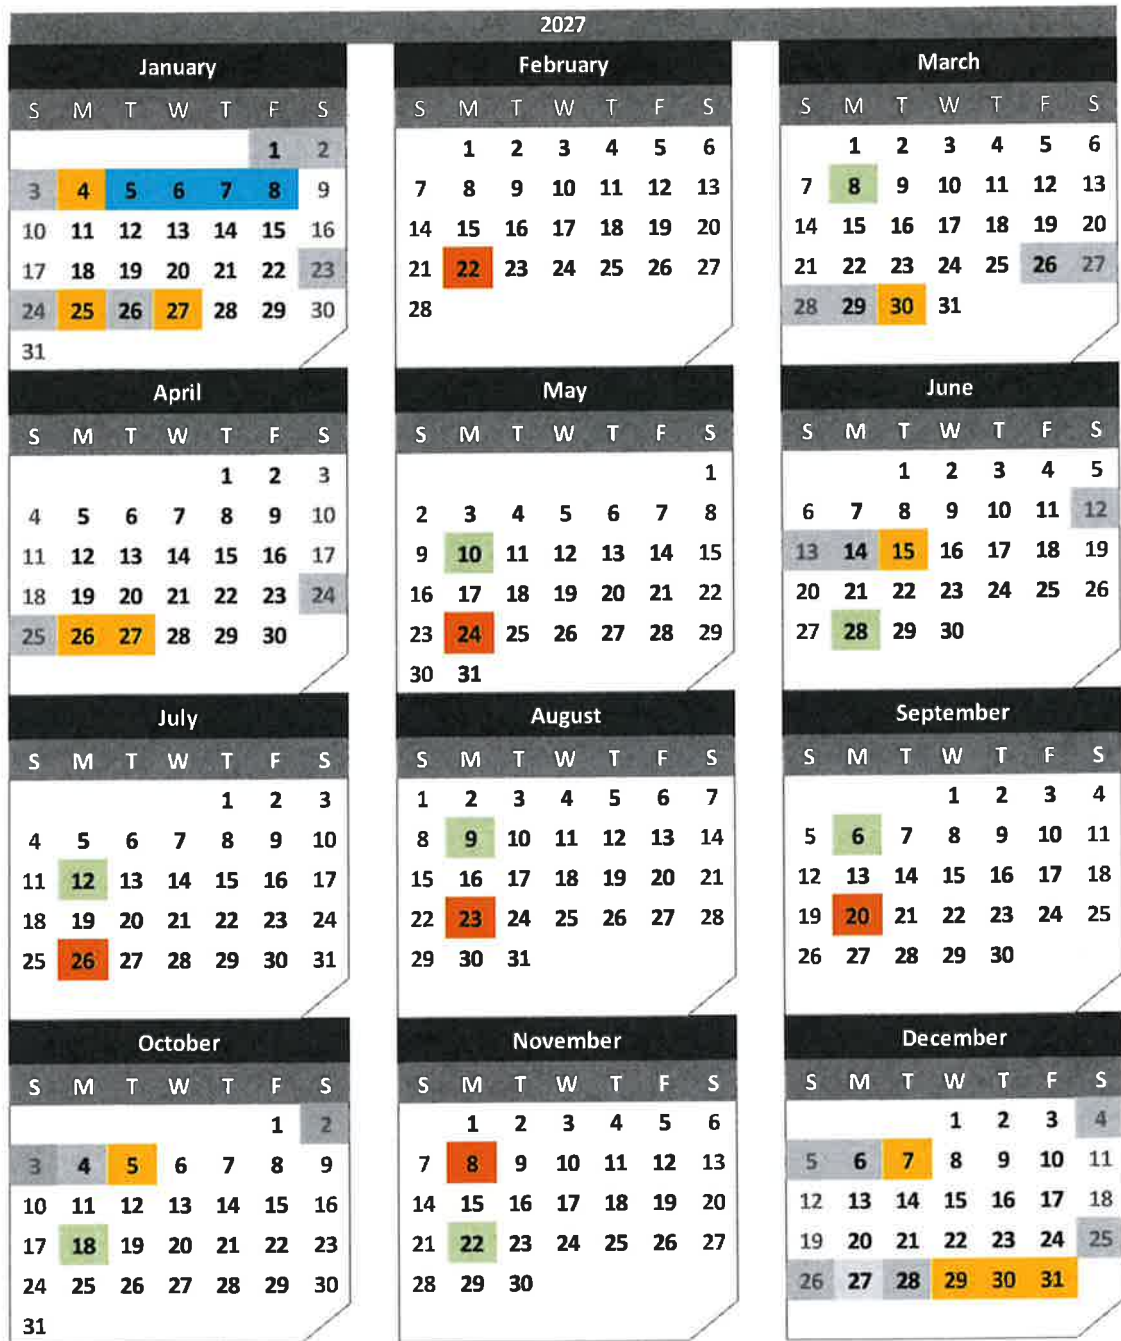 2027
January
S M T W T F S
1 2
3 4 5 6 7 8 9
10 11 12 13 14 15 16
17 18 19 20 21 22 23
24 25 26 27 28 29 30
31
February
S M T W T F S
1 2 3 4 5 6
7 8 9 10 11 12 13
14 15 16 17 18 19 20
21 22 23 24 25 26 27
28
March
S M T W T F S
1 2 3 4 5 6
7 8 9 10 11 12 13
14 15 16 17 18 19 20
21 22 23 24 25 26 27
28 29 30 31
April
S M T W T F S
1 2 3
4 5 6 7 8 9 10
11 12 13 14 15 16 17
18 19 20 21 22 23 24
25 26 27 28 29 30
May
S M T W T F S
1
2 3 4 5 6 7 8
9 10 11 12 13 14 15
16 17 18 19 20 21 22
23 24 25 26 27 28 29
30 31
June
S M T W T F S
1 2 3 4 5
6 7 8 9 10 11 12
13 14 15 16 17 18 19
20 21 22 23 24 25 26
27 28 29 30
July
S M T W T F S
1 2 3
4 5 6 7 8 9 10
11 12 13 14 15 16 17
18 19 20 21 22 23 24
25 26 27 28 29 30 31
August
S M T W T F S
1 2 3 4 5 6 7
8 9 10 11 12 13 14
15 16 17 18 19 20 21
22 23 24 25 26 27 28
29 30 31
September
S M T W T F S
1 2 3 4
5 6 7 8 9 10 11
12 13 14 15 16 17 18
19 20 21 22 23 24 25
26 27 28 29 30
October
S M T W T F S
1 2
3 4 5 6 7 8 9
10 11 12 13 14 15 16
17 18 19 20 21 22 23
24 25 26 27 28 29 30
31
November
S M T W T F S
1 2 3 4 5 6
7 8 9 10 11 12 13
14 15 16 17 18 19 20
21 22 23 24 25 26 27
28 29 30
December
S M T W T F S
1 2 3 4
5 6 7 8 9 10 11
12 13 14 15 16 17 18
19 20 21 22 23 24 25
26 27 28 29 30 31